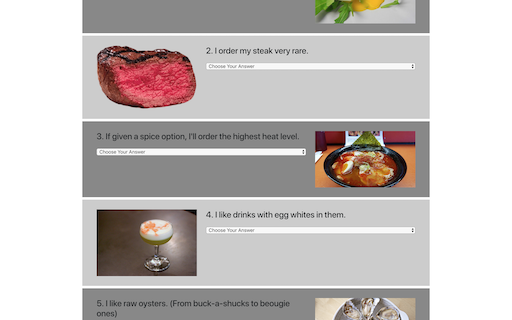 2. I order my steak very rare.
Choose Your Answer
3. If given a spice option, I'll order the highest heat level.
Choose Your Answer
4. I like drinks with egg whites in them.
Choose Your Answer
5. I like raw oysters. (From buck-a-shucks to beougie
ones)